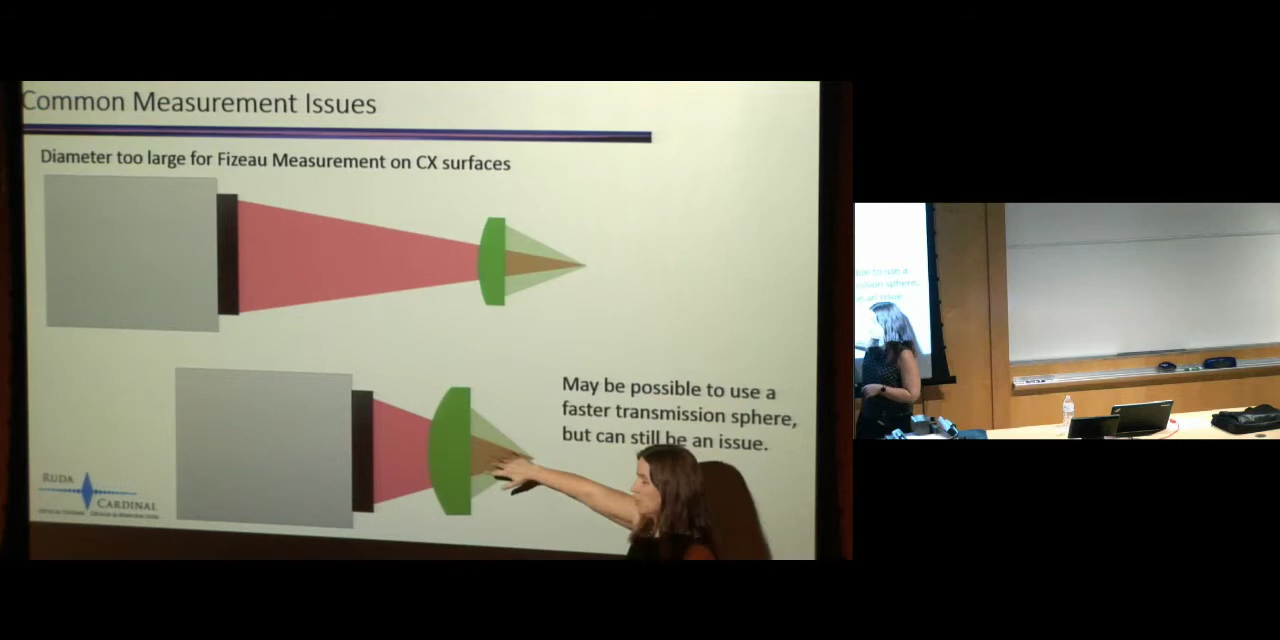 Common Measurement Issues
Diameter too large for Fizeau Measurement on CX surfaces
May be possible to use a
faster transmission sphere,
but can still be an issue.
RUDA
CARDINAL